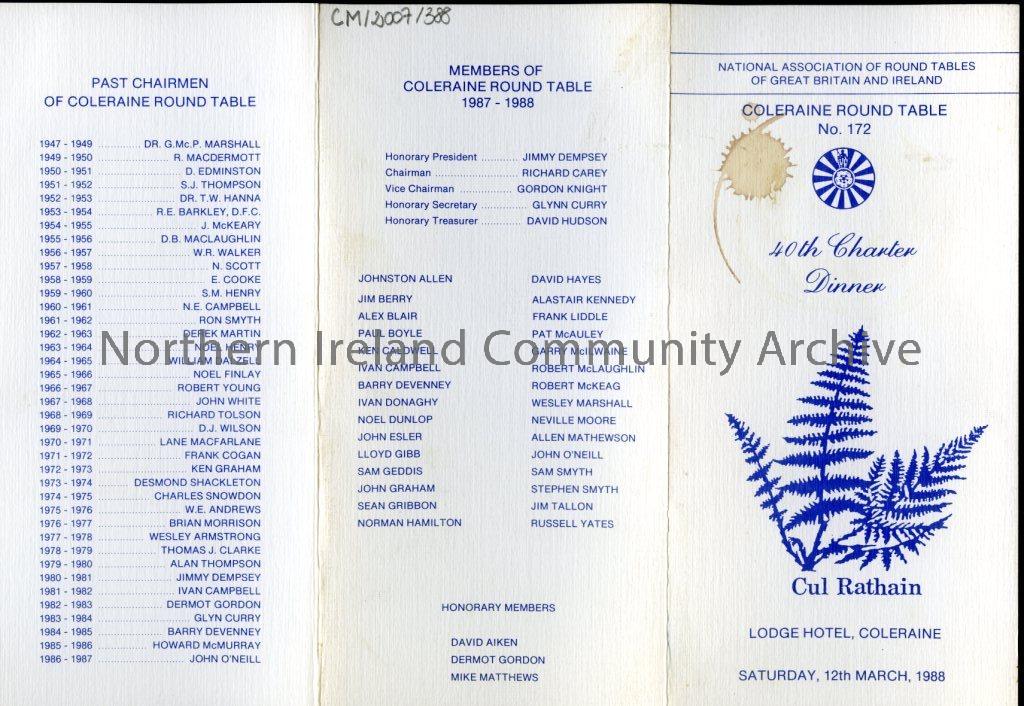 PAST CHAIRMEN
OF COLERAINE ROUND TABLE
1947 - 1949 .......... DR. G.Mc.P. MARSHALL
1949 - 1950 .......... R. MACDERMOTT
1950 - 1951 .......... D. EDMINSTON
1951 - 1952 .......... S.J. THOMPSON
1952 - 1953 .......... DR. T.W. HANNA
1953 - 1954 .......... R.E. BARKLEY, D.F.C.
1954 - 1955 .......... J. McKEARY
1955 - 1956 .......... D.B. MACLAUGHLIN
1956 - 1957 .......... W.R. WALKER
1957 - 1958 .......... N. SCOTT
1958 - 1959 .......... E. COOKE
1959 - 1960 .......... S.M. HENRY
1960 - 1961 .......... N.E. CAMPBELL
1961 - 1962 .......... RON SMYTH
1962 - 1963 .......... DEREK MARTIN
1963 - 1964 .......... NOEL HENRY
1964 - 1965 .......... WILLIAM DALZELL
1965 - 1966 .......... NOEL FINLAY
1966 - 1967 .......... ROBERT YOUNG
1967 - 1968 .......... JOHN WHITE
1968 - 1969 .......... RICHARD TOLSON
1969 - 1970 .......... D.J. WILSON
1970 - 1971 .......... LANE MACFARLANE
1971 - 1972 .......... FRANK COGAN
1972 - 1973 .......... KEN GRAHAM
1973 - 1974 .......... DESMOND SHACKLETON
1974 - 1975 .......... CHARLES SNOWDON
1975 - 1976 .......... W.E. ANDREWS
1976 - 1977 .......... BRIAN MORRISON
1977 - 1978 .......... WESLEY ARMSTRONG
1978 - 1979 .......... THOMAS J. CLARKE
1979 - 1980 .......... ALAN THOMPSON
1980 - 1981 .......... JIMMY DEMPSEY
1981 - 1982 .......... IVAN CAMPBELL
1982 - 1983 .......... DERMOT GORDON
1983 - 1984 .......... GLYN CURRY
1984 - 1985 .......... BARRY DEVENNEY
1985 - 1986 .......... HOWARD McMURRAY
1986 - 1987 .......... JOHN O'NEILL
CM/2007/388
MEMBERS OF
COLERAINE ROUND TABLE
1987 - 1988
Honorary President .......... JIMMY DEMPSEY
Chairman .......... RICHARD CAREY
Vice Chairman .......... GORDON KNIGHT
Honorary Secretary .......... GLYNN CURRY
Honorary Treasurer .......... DAVID HUDSON
JOHNSTON ALLEN DAVID HAYES
JIM BERRY ALASTAIR KENNEDY
ALEX BLAIR FRANK LIDDLE
PAUL BOYLE PAT McAULEY
KEN CALDWELL GARRY McILWAINE
IVAN CAMPBELL ROBERT McLAUGHLIN
BARRY DEVENNEY ROBERT McKEAG
IVAN DONAGHY WESLEY MARSHALL
NOEL DUNLOP NEVILLE MOORE
JOHN ESLER ALLEN MATHEWSON
LLOYD GIBB JOHN O'NEILL
SAM GEDDIS SAM SMYTH
JOHN GRAHAM STEPHEN SMYTH
SEAN GRIBBON JIM TALLON
NORMAN HAMILTON RUSSELL YATES
HONORARY MEMBERS
DAVID AIKEN
DERMOT GORDON
MIKE MATTHEWS
NATIONAL ASSOCIATION OF ROUND TABLES
OF GREAT BRITAIN AND IRELAND
COLERAINE ROUND TABLE
No. 172
40th Charter
Dinner
Cul Rathain
LODGE HOTEL, COLERAINE
SATURDAY, 12th MARCH, 1988
Northern Ireland Community Archive